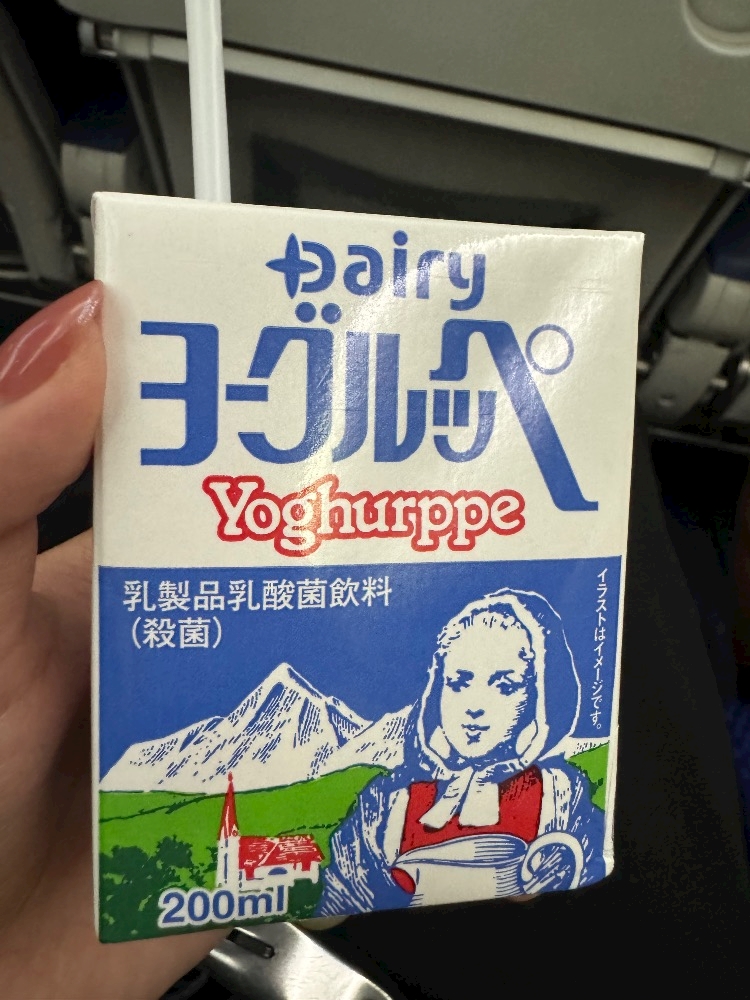 Dairy
ヨーグルッペ
Yoghurppe
乳製品乳酸菌飲料
(殺菌)
イラストはイメージです。
200ml